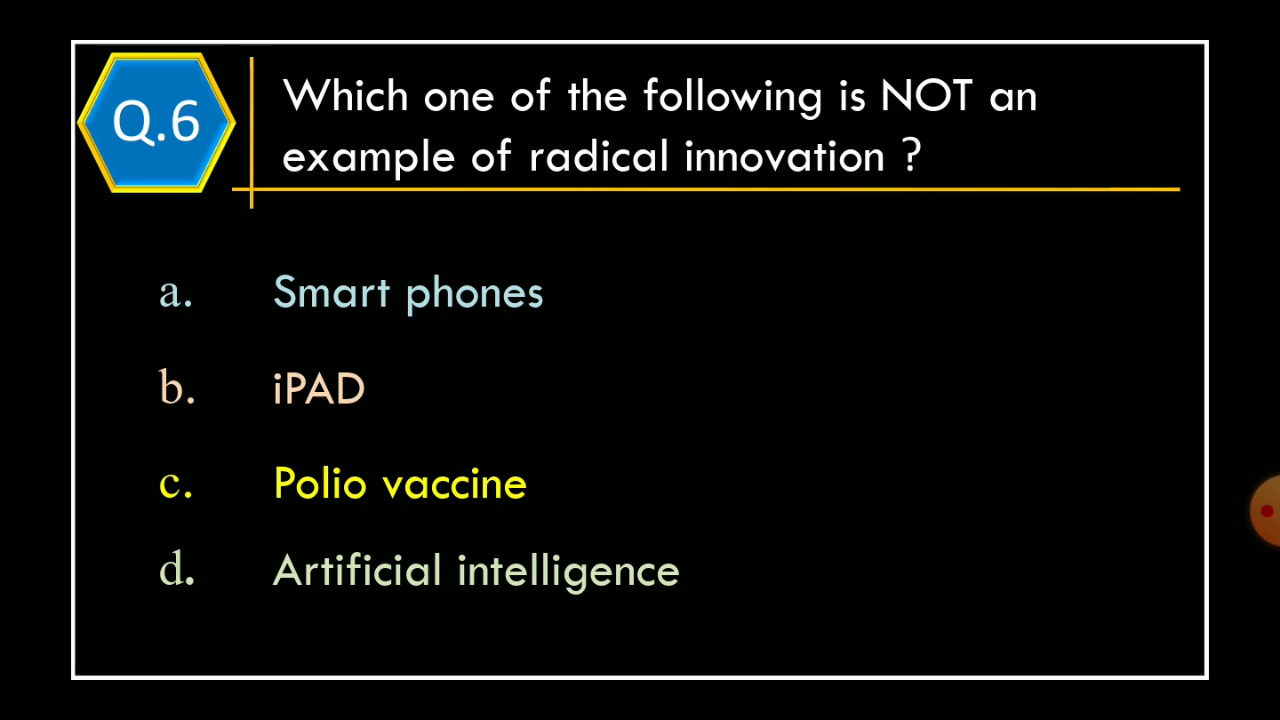 Q.6
Which one of the following is NOT an
example of radical innovation ?
a. Smart phones
b. iPAD
c. Polio vaccine
d. Artificial intelligence